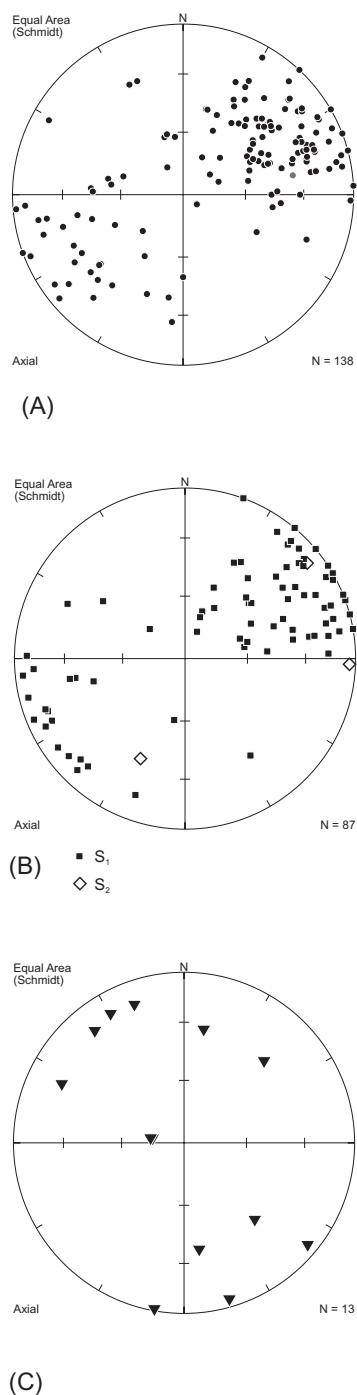 Equal Area
(Schmidt)
N
Axial
N = 138
(A)
Equal Area
(Schmidt)
N
Axial
N = 87
(B)
S₁
S₂
Equal Area
(Schmidt)
N
Axial
N = 13
(C)